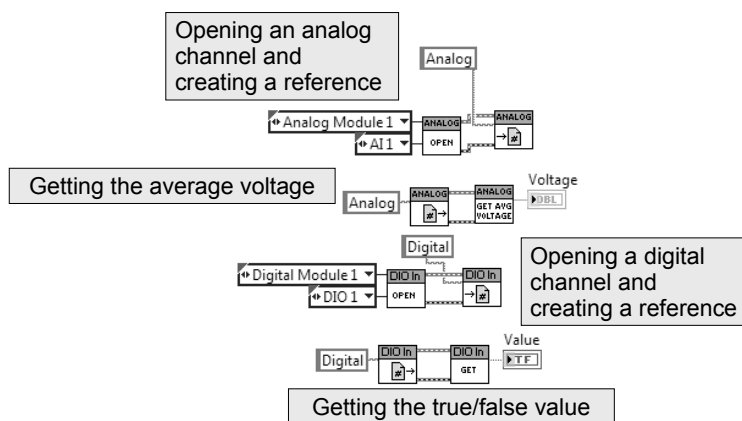 Opening an analog
channel and
creating a reference
Analog
Analog Module 1
AI 1
ANALOG
OPEN
ANALOG
Getting the average voltage
Analog
ANALOG
ANALOG
GET AVG
VOLTAGE
Voltage
DBL
Digital
Digital Module 1
DIO 1
DIO In
OPEN
DIO In
Opening a digital
channel and
creating a reference
Digital
DIO In
DIO In
GET
Value
TF
Getting the true/false value